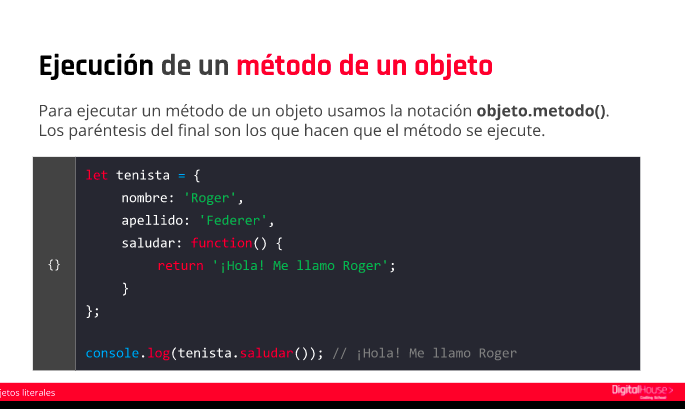 Ejecución de un método de un objeto
Para ejecutar un método de un objeto usamos la notación objeto.metodo().
Los paréntesis del final son los que hacen que el método se ejecute.
let tenista = {
nombre: 'Roger',
apellido: 'Federer',
saludar: function() {
{}
return '¡Hola! Me llamo Roger';
}
};
console.log(tenista.saludar()); // ¡Hola! Me llamo Roger
jetos literales
DigitalHouse >
Coding School